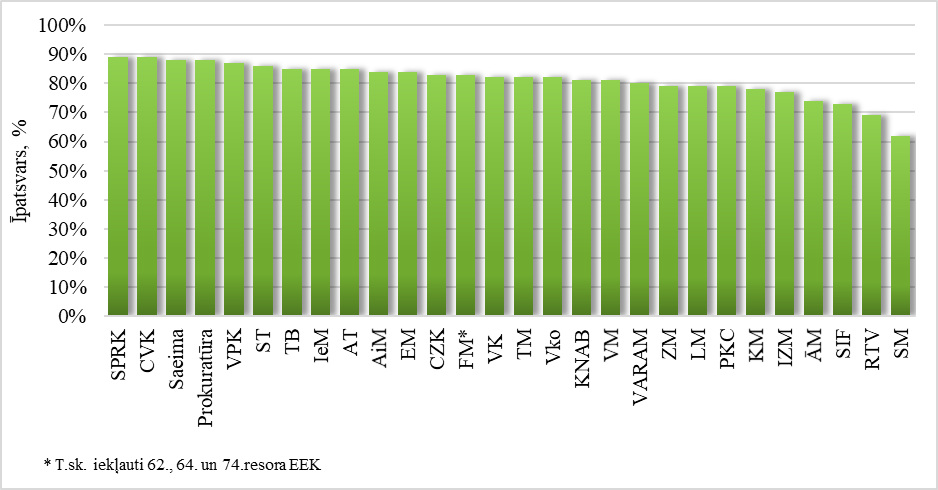 100%
90%
80%
70%
60%
50%
40%
30%
20%
10%
0%
Īpatsvars, %
SPRK
CVK
Saeima
Prokuratūra
VPK
ST
TB
IeM
AT
AiM
EM
CZK
FM*
VK
TM
Vko
KNAB
VM
VARAM
ZM
LM
PKC
KM
IZM
ĀM
SIF
RTV
SM
* T.sk. iekļauti 62., 64. un 74.resora EEK